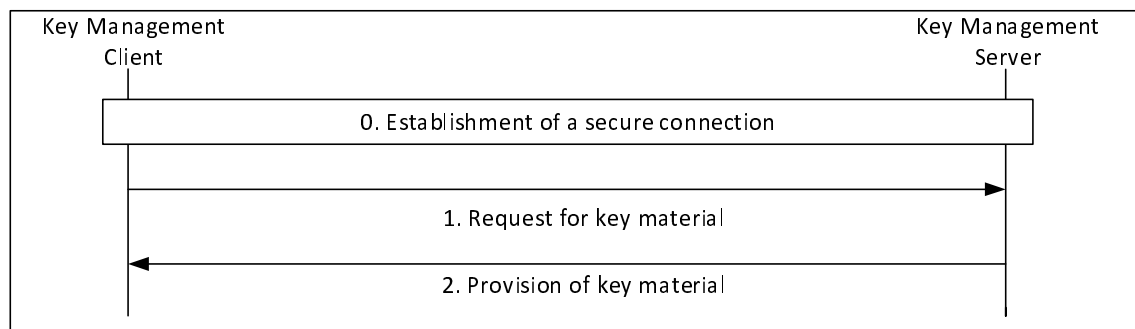 Key Management
Client
Key Management
Server
0. Establishment of a secure connection
1. Request for key material
2. Provision of key material